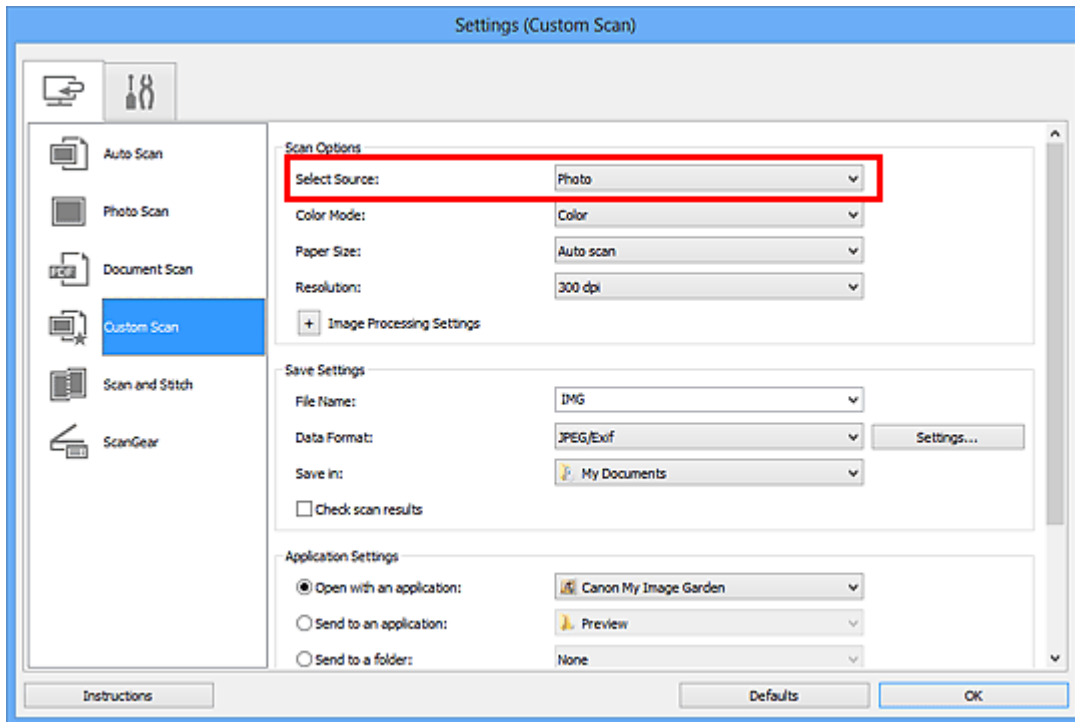 Settings (Custom Scan)
Auto Scan
Photo Scan
Document Scan
Custom Scan
Scan and Stitch
ScanGear
Scan Options
Select Source: Photo
Color Mode: Color
Paper Size: Auto scan
Resolution: 300 dpi
+ Image Processing Settings
Save Settings
File Name: IMG
Data Format: JPEG/Exif Settings...
Save in: My Documents
Check scan results
Application Settings
Open with an application: Canon My Image Garden
Send to an application: Preview
Send to a folder: None
Instructions Defaults OK